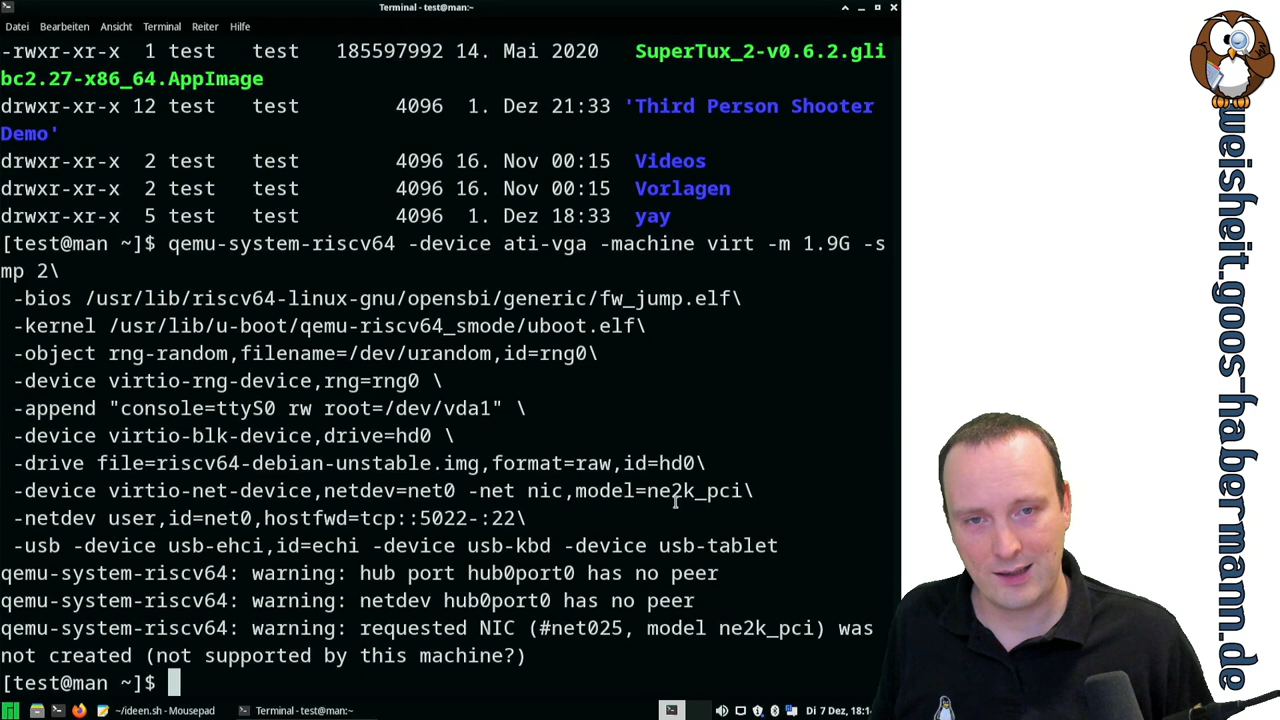 Terminal - test@man:~
Datei Bearbeiten Ansicht Terminal Reiter Hilfe
-rwxr-xr-x 1 test test 185597992 14. Mai 2020 SuperTux_2-v0.6.2.gli
bc2.27-x86_64.AppImage
drwxr-xr-x 12 test test 4096 1. Dez 21:33 'Third Person Shooter
Demo'
drwxr-xr-x 2 test test 4096 16. Nov 00:15 Videos
drwxr-xr-x 2 test test 4096 16. Nov 00:15 Vorlagen
drwxr-xr-x 5 test test 4096 1. Dez 18:33 yay
[test@man ~]$ qemu-system-riscv64 -device ati-vga -machine virt -m 1.9G -s
mp 2\
-bios /usr/lib/riscv64-linux-gnu/opensbi/generic/fw_jump.elf\
-kernel /usr/lib/u-boot/qemu-riscv64_smode/uboot.elf\
-object rng-random,filename=/dev/urandom,id=rng0\
-device virtio-rng-device,rng=rng0 \
-append "console=ttyS0 rw root=/dev/vda1" \
-device virtio-blk-device,drive=hd0 \
-drive file=riscv64-debian-unstable.img,format=raw,id=hd0\
-device virtio-net-device,netdev=net0 -net nic,model=ne2k_pci\
-netdev user,id=net0,hostfwd=tcp::5022-:22\
-usb -device usb-ehci,id=echi -device usb-kbd -device usb-tablet
qemu-system-riscv64: warning: hub port hub0port0 has no peer
qemu-system-riscv64: warning: netdev hub0port0 has no peer
qemu-system-riscv64: warning: requested NIC (#net025, model ne2k_pci) was
not created (not supported by this machine?)
[test@man ~]$
~/ideen.sh - Mousepad
Terminal - test@man:~
Di 7 Dez, 18:1
weisheit.goos-habermann.de